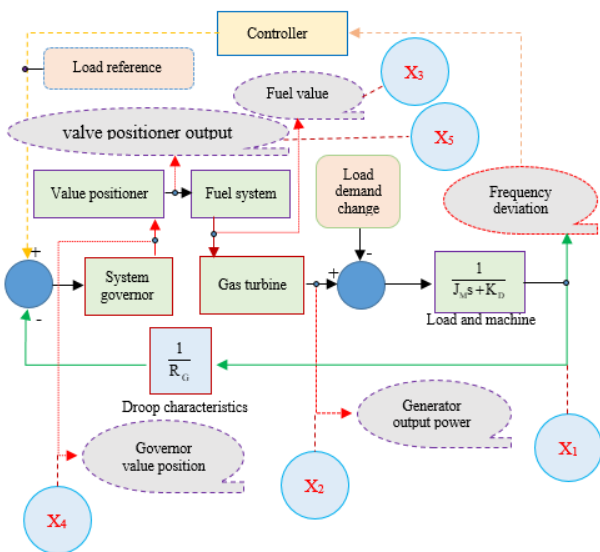 Controller
Load reference
X3
Fuel value
valve positioner output
X5
Load
demand
change
Value positioner
Fuel system
Frequency
deviation
+
-
System
governor
Gas turbine
+
-
1
JMs+KD
Load and machine
-
1
RG
Droop characteristics
Generator
output power
Governor
value position
X1
X2
X4